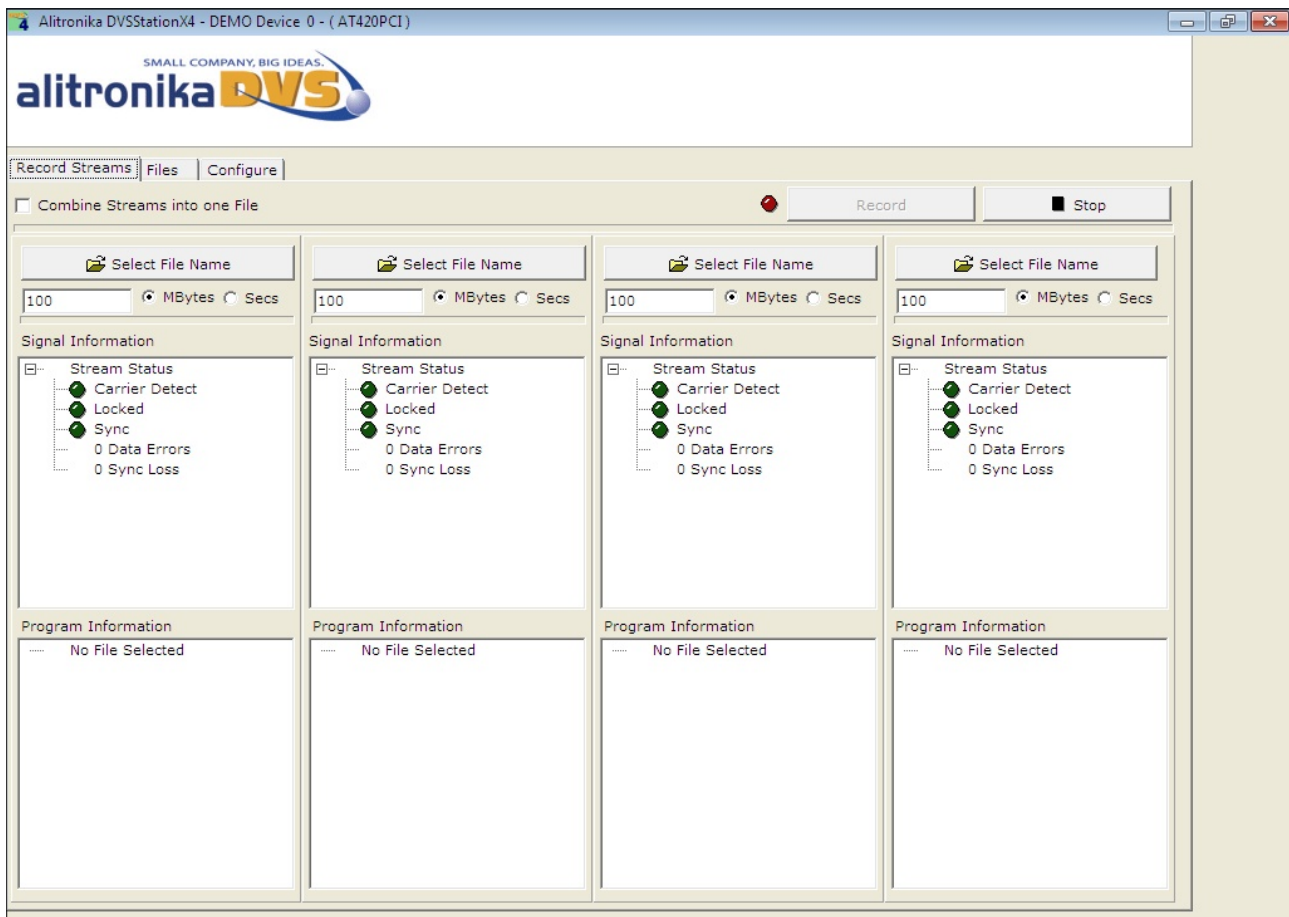 4 Alitronika DVSStationX4 - DEMO Device 0 - ( AT420PCI )
SMALL COMPANY, BIG IDEAS.
alitronika DVS
Record Streams Files Configure
Combine Streams into one File Record Stop
Select File Name Select File Name Select File Name Select File Name
100 MBytes Secs 100 MBytes Secs 100 MBytes Secs 100 MBytes Secs
Signal Information Signal Information Signal Information Signal Information
Stream Status Stream Status Stream Status Stream Status
Carrier Detect Carrier Detect Carrier Detect Carrier Detect
Locked Locked Locked Locked
Sync Sync Sync Sync
0 Data Errors 0 Data Errors 0 Data Errors 0 Data Errors
0 Sync Loss 0 Sync Loss 0 Sync Loss 0 Sync Loss
Program Information Program Information Program Information Program Information
No File Selected No File Selected No File Selected No File Selected